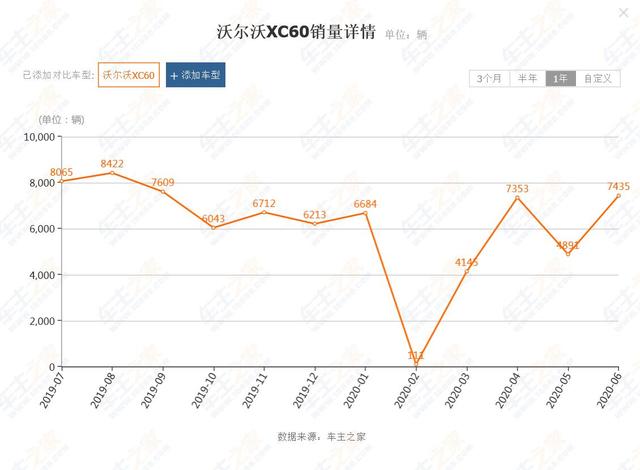 沃尔沃XC60销量详情 单位：辆
已添加对比车型: 沃尔沃XC60 + 添加车型 3个月 半年 1年 自定义
(单位：辆)
10,000
8,000
6,000
4,000
2,000
0
8065 8422 7609 6043 6712 6213 6684 111 4145 7353 4891 7435
2019-07 2019-08 2019-09 2019-10 2019-11 2019-12 2020-01 2020-02 2020-03 2020-04 2020-05 2020-06
数据来源：车主之家